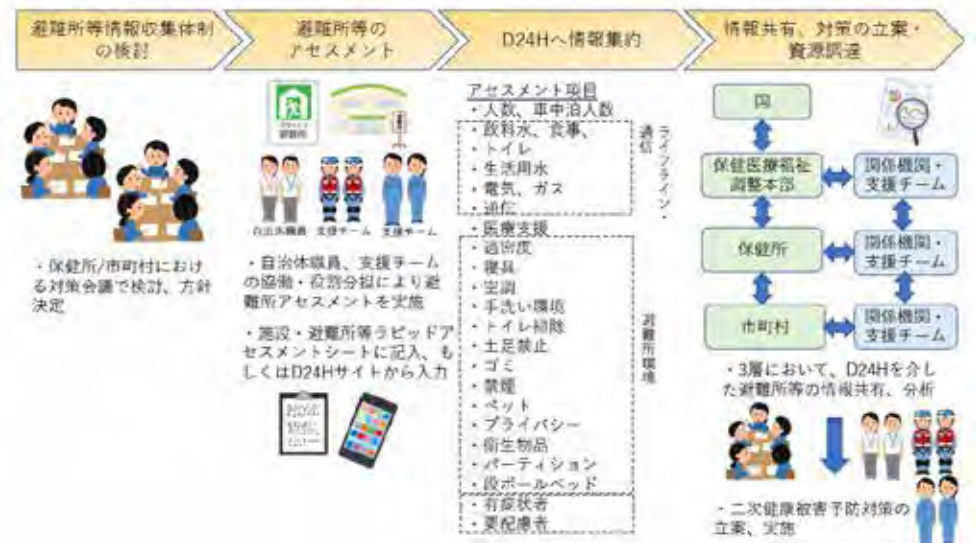 避難所等情報収集体制
の検討
避難所等の
アセスメント
D24Hへ情報集約
情報共有、対策の立案・
資源調達
・保健所/市町村におけ
る対策会議で検討、方針
決定
避難所
自治体職員 支援チーム 支援チーム
・自治体職員、支援チーム
の協働・役割分担により避
難所アセスメントを実施
・施設・避難所等ラピッドア
セスメントシートに記入、も
しくはD24Hサイトから入力
アセスメント項目
・人数、車中泊人数
・飲料水、食事、
・トイレ
・生活用水
・電気、ガス
・通信
ライフライン・
通信
・医療支援
・過密度
・寝具
・空調
・手洗い環境
・トイレ掃除
・土足禁止
・ゴミ
・禁煙
・ペット
・プライバシー
・衛生物品
・パーティション
・段ボールベッド
避難所環境
・有症状者
・要配慮者
国
保健医療福祉
調整本部
関係機関・
支援チーム
保健所
関係機関・
支援チーム
市町村
関係機関・
支援チーム
・3層において、D24Hを介し
た避難所等の情報共有、分析
・二次健康被害予防対策の
立案、実施